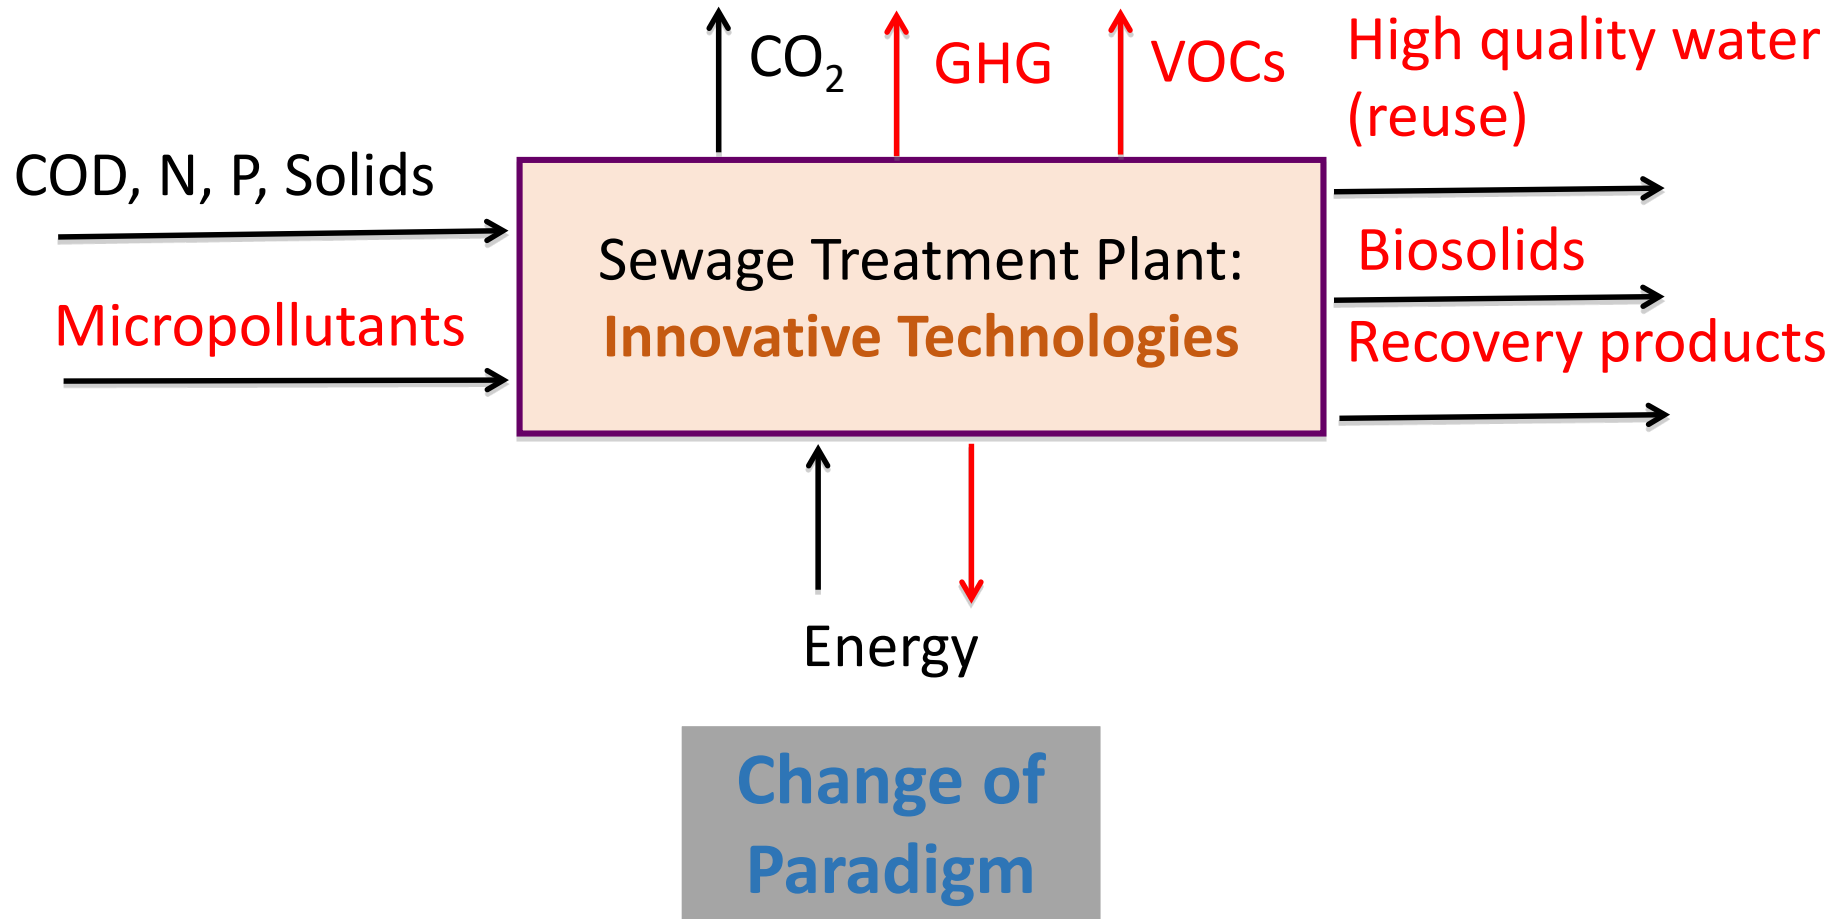 CO₂
GHG
VOCs
High quality water
(reuse)
COD, N, P, Solids
Micropollutants
Sewage Treatment Plant:
Innovative Technologies
Biosolids
Recovery products
Energy
Change of
Paradigm